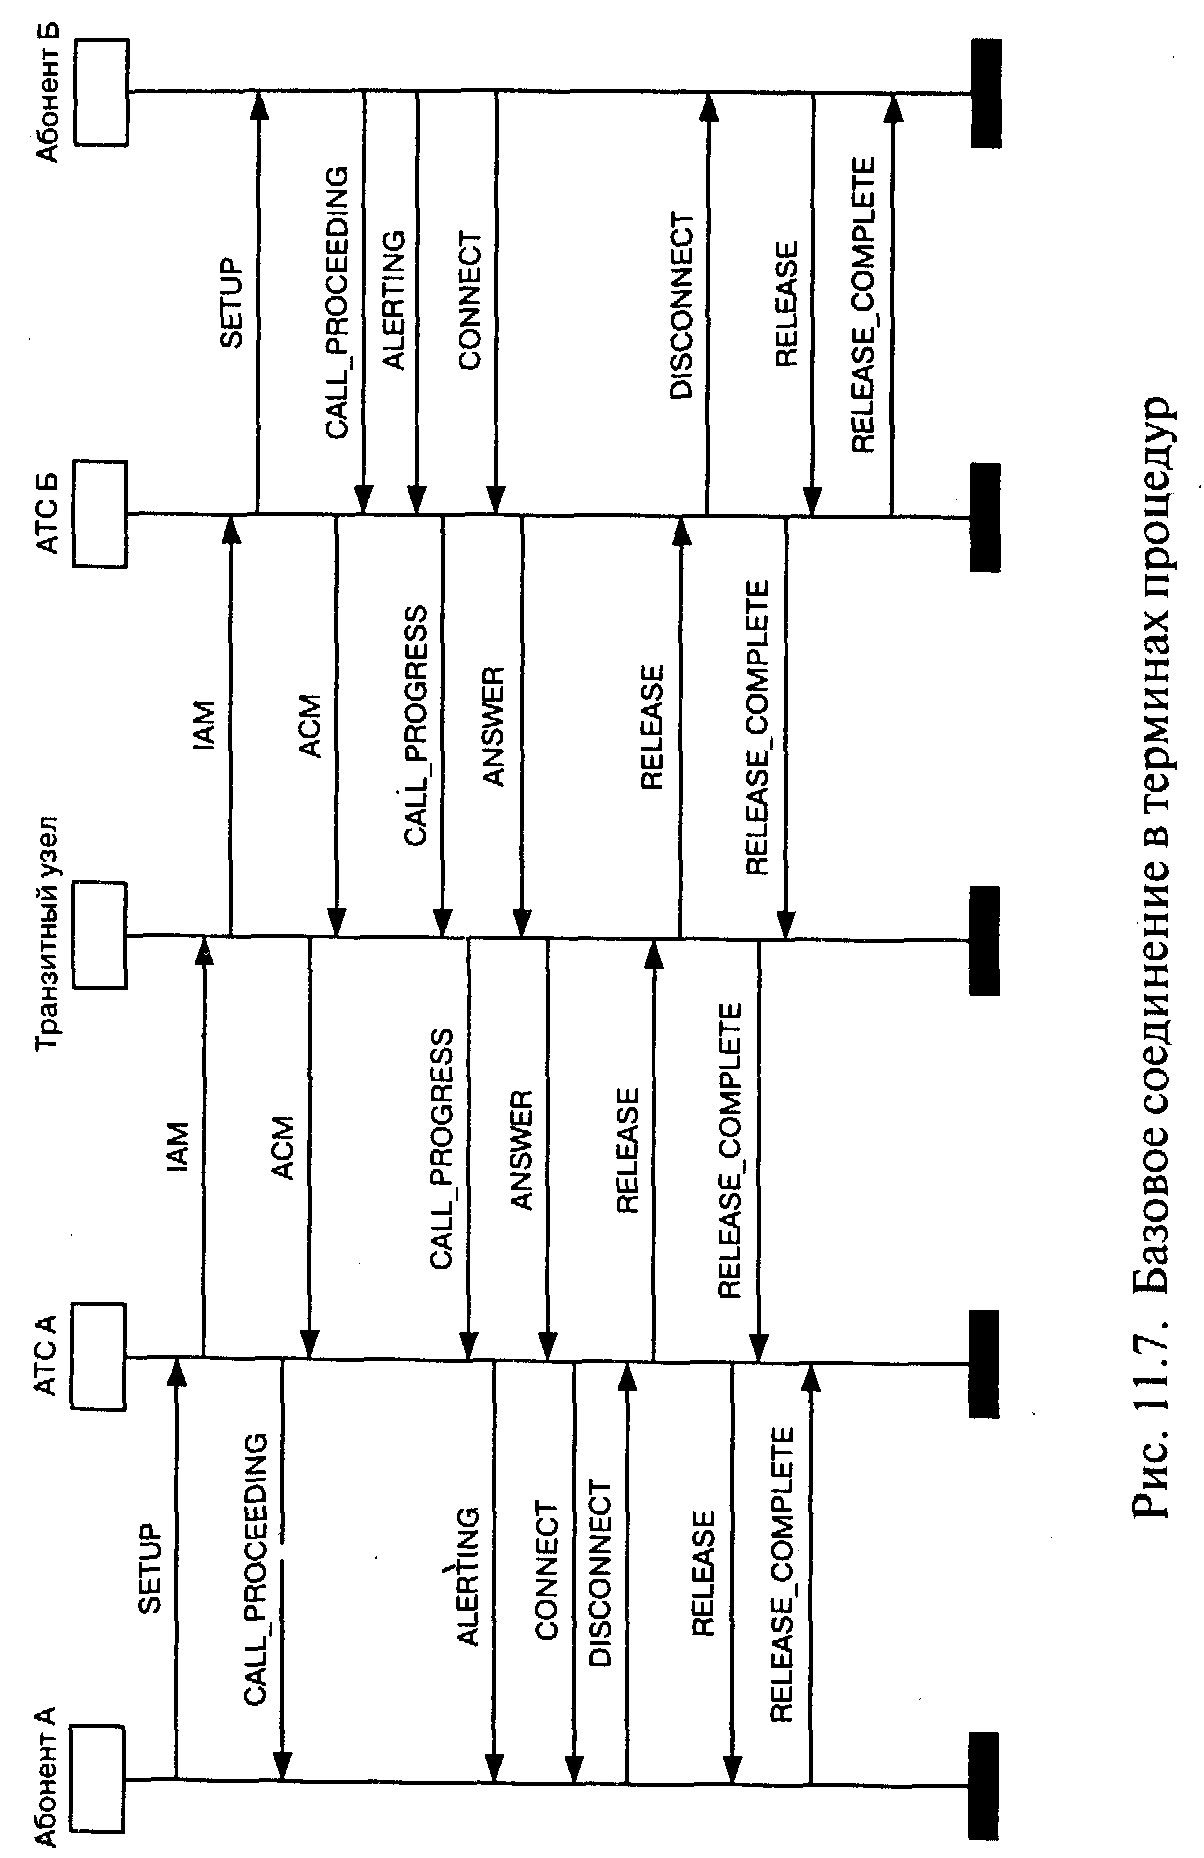 Абонент А
АТС А
Транзитный узел
АТС Б
Абонент Б
SETUP
IAM
IAM
SETUP
CALL_PROCEEDING
ACM
ACM
CALL_PROCEEDING
ALERTING
CALL_PROGRESS
CALL_PROGRESS
ALERTING
CONNECT
ANSWER
ANSWER
CONNECT
DISCONNECT
RELEASE
RELEASE
DISCONNECT
RELEASE
RELEASE_COMPLETE
RELEASE_COMPLETE
RELEASE
RELEASE_COMPLETE
RELEASE_COMPLETE
Рис. 11.7. Базовое соединение в терминах процедур